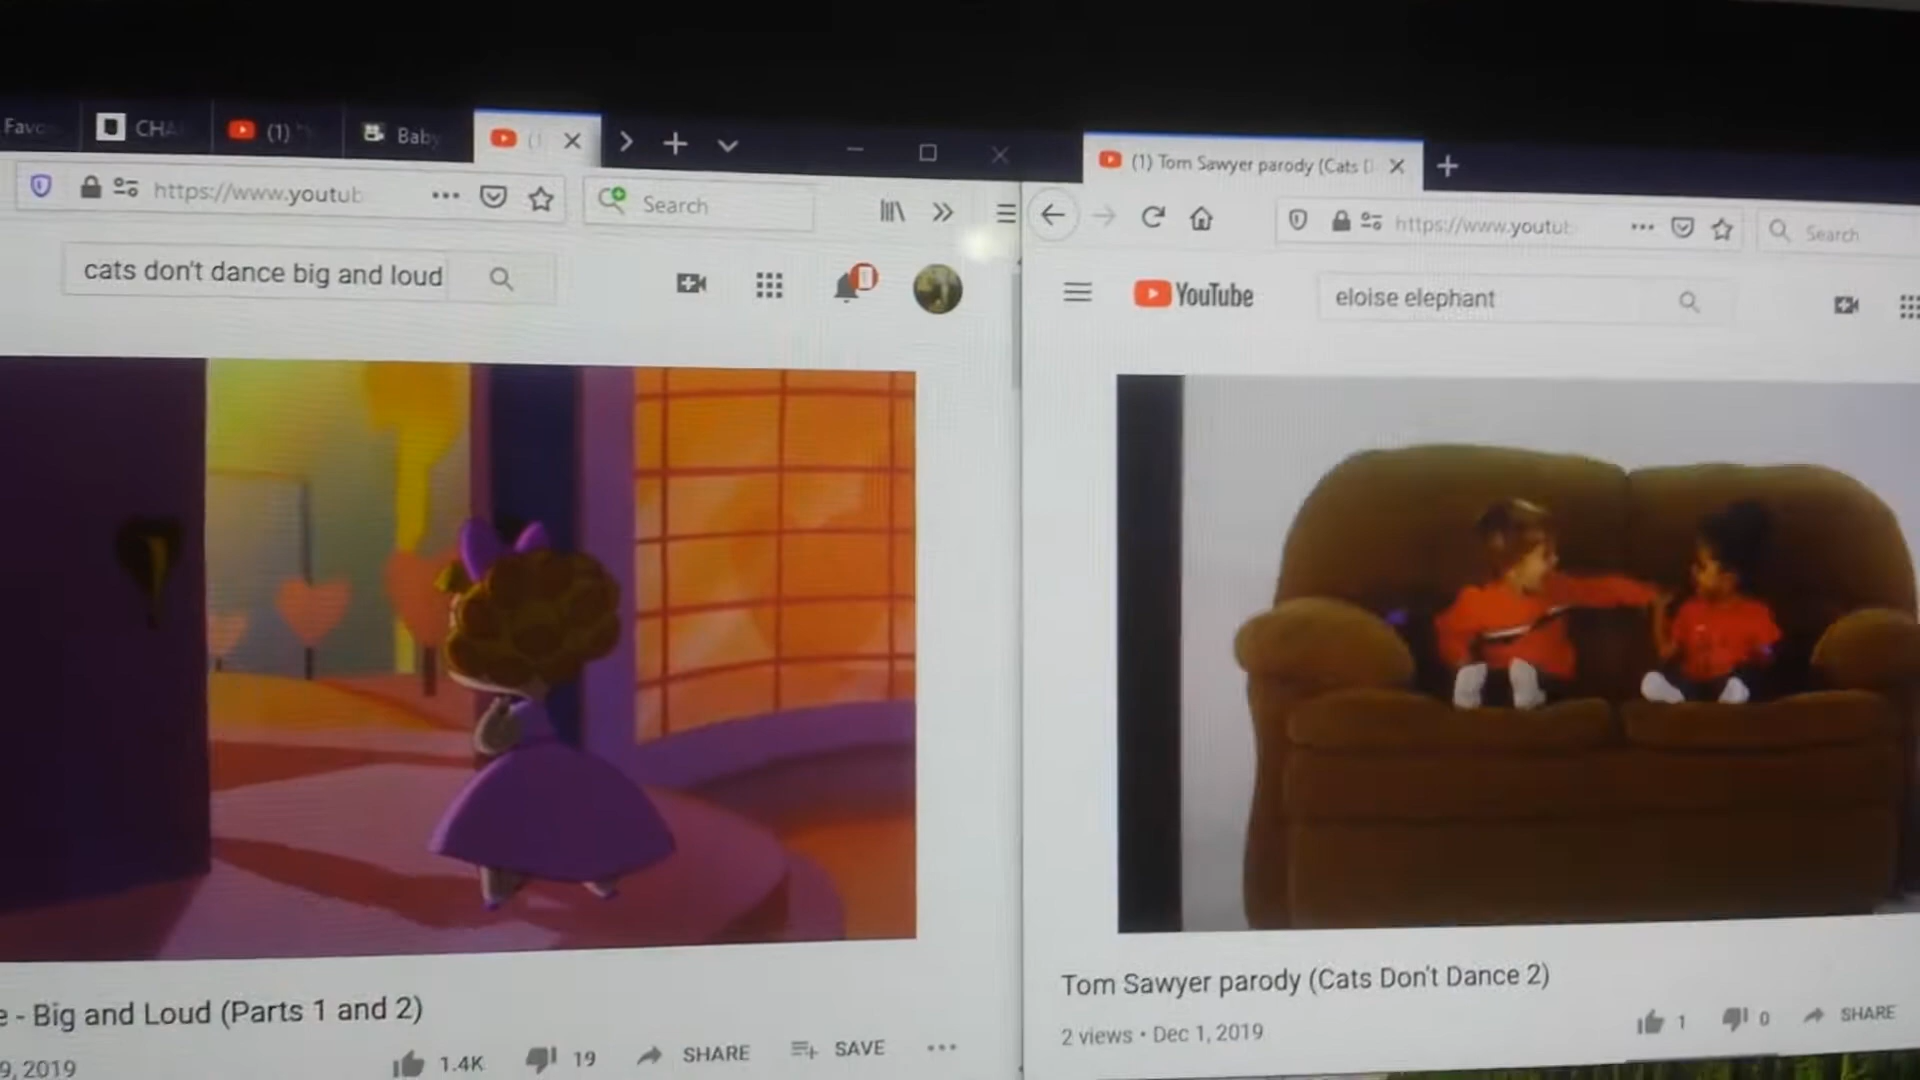 Favo
CHA
(1)
Baby
https://www.youtub
Search
cats don't dance big and loud
e - Big and Loud (Parts 1 and 2)
9, 2019
1.4K
19
SHARE
SAVE
(1) Tom Sawyer parody (Cats D
https://www.youtub
Search
YouTube
eloise elephant
Tom Sawyer parody (Cats Don't Dance 2)
2 views • Dec 1, 2019
1
0
SHARE